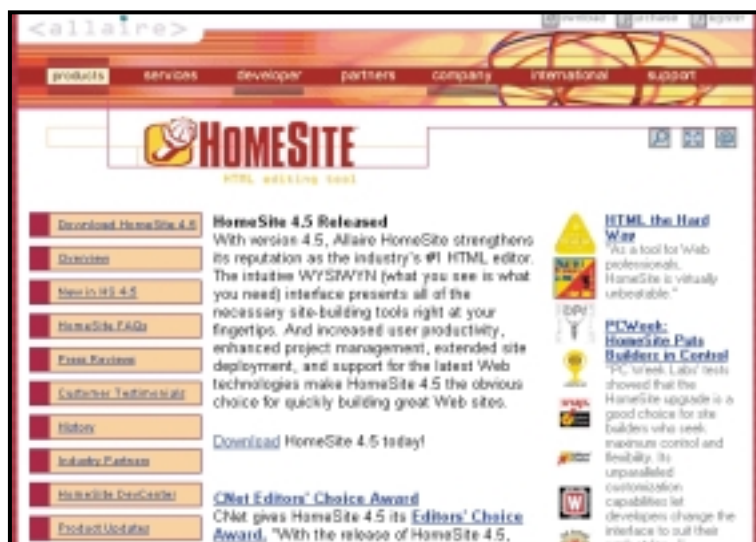 <allaire>
Download Purchase Register
products services developer partners company international support
HOMESITE
HTML editing tool
Download HomeSite 4.5
Overview
New in HS 4.5
HomeSite FAQs
Press Reviews
Customer Testimonials
History
Industry Partners
HomeSite DevCenter
Product Updates
HomeSite 4.5 Released
With version 4.5, Allaire HomeSite strengthens
its reputation as the industry's #1 HTML editor.
The intuitive WYSIWYN (what you see is what
you need) interface presents all of the
necessary site-building tools right at your
fingertips. And increased user productivity,
enhanced project management, extended site
deployment, and support for the latest Web
technologies make HomeSite 4.5 the obvious
choice for quickly building great Web sites.
Download HomeSite 4.5 today!
CNet Editors' Choice Award
CNet gives HomeSite 4.5 its Editors' Choice
Award. "With the release of HomeSite 4.5,
HTML the Hard
Way
"As a tool for Web
professionals,
HomeSite is virtually
unbeatable."
PCWeek:
HomeSite Puts
Builders in Control
"PC Week Labs' tests
showed that the
HomeSite upgrade is a
good choice for site
builders who seek
maximum control and
flexibility. Its
unparalleled
customization
capabilities let
developers change the
interface to suit their